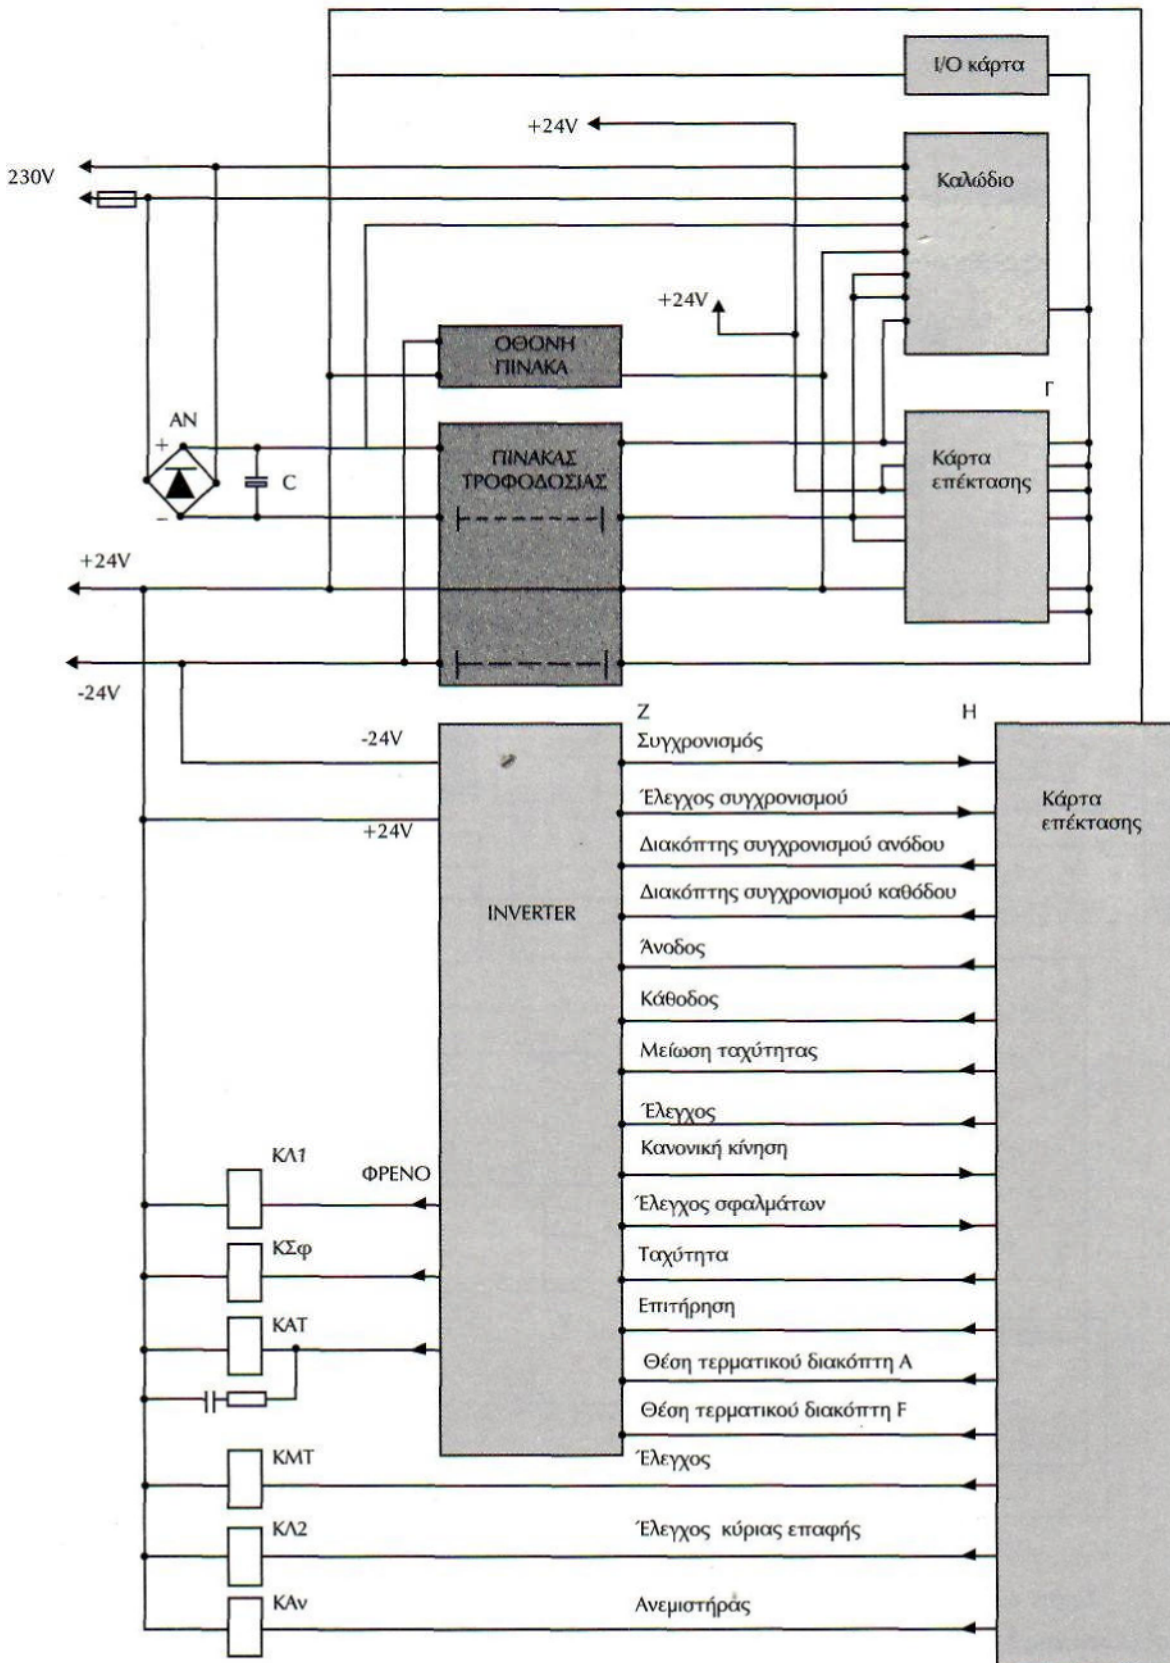 I/O κάρτα
+24V
230V
Καλώδιο
+24V
ΟΘΟΝΗ
ΠΙΝΑΚΑ
Γ
ΑΝ
+
C
−
ΠΙΝΑΚΑΣ
ΤΡΟΦΟΔΟΣΙΑΣ
Κάρτα
επέκτασης
+24V
-24V
Ζ
Η
-24V
Συγχρονισμός
Κάρτα
επέκτασης
Έλεγχος συγχρονισμού
+24V
Διακόπτης συγχρονισμού ανόδου
Διακόπτης συγχρονισμού καθόδου
INVERTER
Άνοδος
Κάθοδος
Μείωση ταχύτητας
Έλεγχος
Κανονική κίνηση
ΚΛ1
ΦΡΕΝΟ
Έλεγχος σφαλμάτων
ΚΣφ
Ταχύτητα
Επιτήρηση
ΚΑΤ
Θέση τερματικού διακόπτη Α
Θέση τερματικού διακόπτη F
ΚΜΤ
Έλεγχος
ΚΛ2
Έλεγχος κύριας επαφής
ΚΑν
Ανεμιστήράς